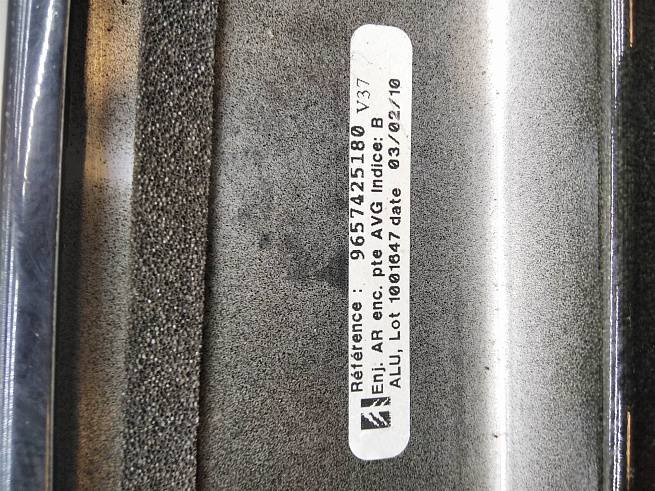 Référence : 9657425180 V37
Enj. AR enc. pte AVG Indice: B
ALU, Lot 1001647 date 03/02/10